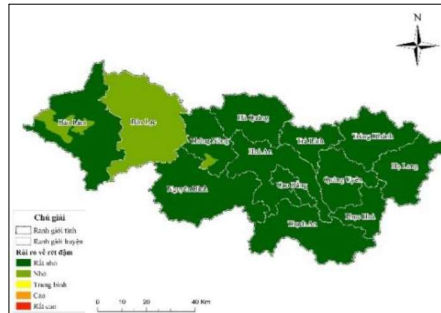 N
Bảo Lâm
Bảo Lạc
Hà Quảng
Thông Nông
Trà Lĩnh
Trùng Khánh
Hoà An
Hạ Lang
Nguyên Bình
Cao Bằng
Quảng Uyên
Phục Hoà
Thạch An
Chú giải
Ranh giới tỉnh
Ranh giới huyện
Rủi ro về rét đậm
Rất nhỏ
Nhỏ
Trung bình
Cao
Rất cao
0 10 20 40 Km